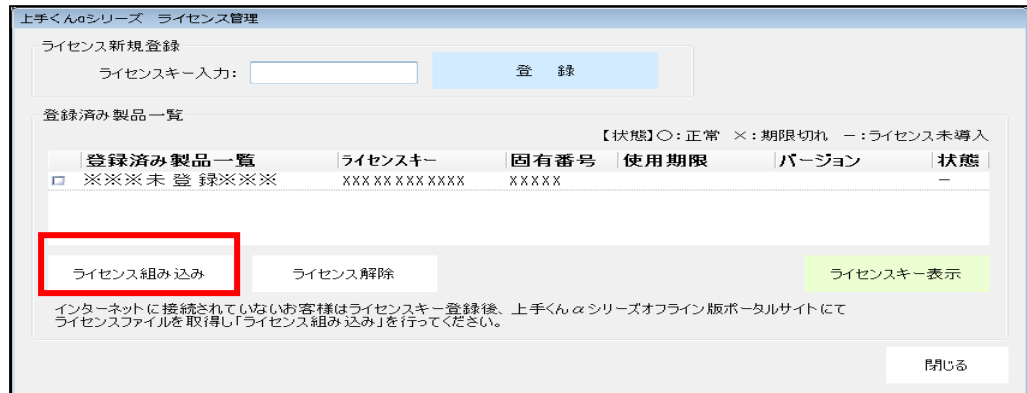 上手くんαシリーズ ライセンス管理
ライセンス新規登録
ライセンスキー入力: 登 録
登録済み製品一覧
【状態】○:正常 ×:期限切れ －:ライセンス未導入
登録済み製品一覧 ライセンスキー 固有番号 使用期限 バージョン 状態
※※※未 登 録※※※ XXXXXXXXXXXX XXXXX －
ライセンス組み込み ライセンス解除 ライセンスキー表示
インターネットに接続されていないお客様はライセンスキー登録後、上手くんαシリーズオフライン版ポータルサイトにて
ライセンスファイルを取得し「ライセンス組み込み」を行ってください。
閉じる